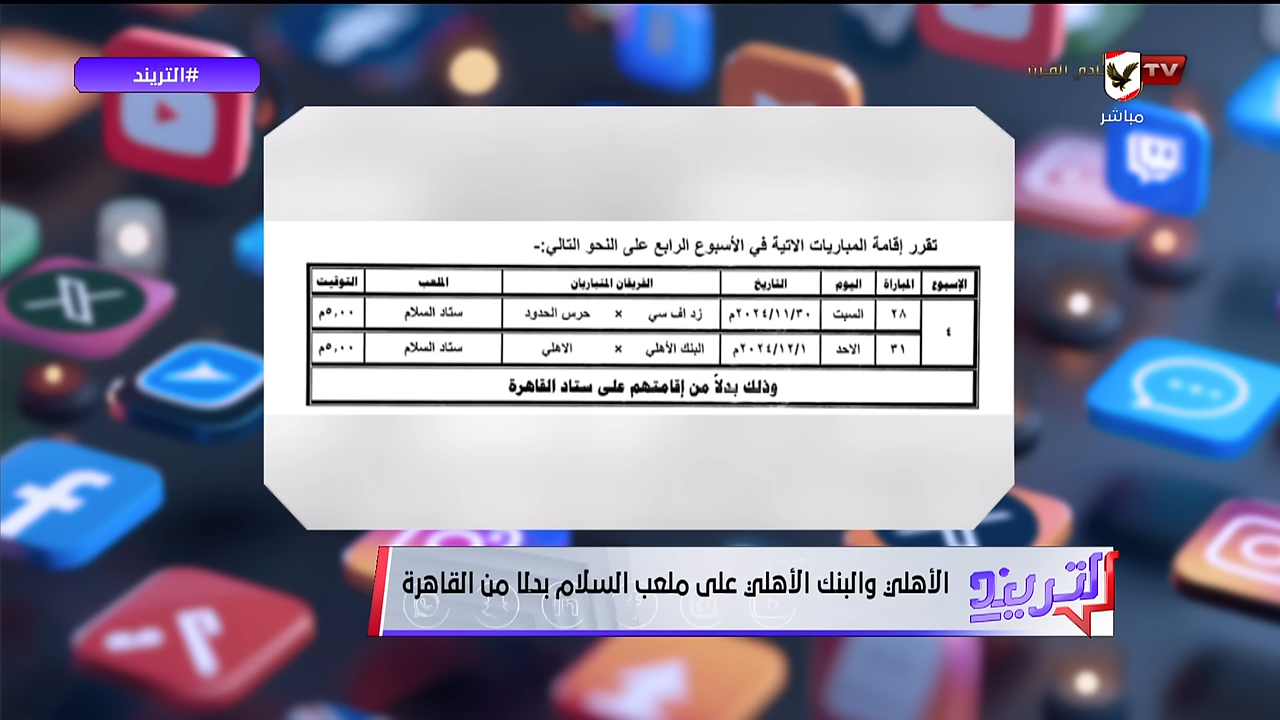 #التريند
نادي القرن TV
مباشر
تقرر إقامة المباريات الاتية في الأسبوع الرابع على النحو التالي:-
الإسبوع المباراة اليوم التاريخ الفريقان المتباريان الملعب التوقيت
٤ ٢٨ السبت ٢٠٢٤/١١/٣٠م زد اف سي × حرس الحدود ستاد السلام ٥,٠٠م
٣١ الاحد ٢٠٢٤/١٢/١م البنك الأهلي × الاهلي ستاد السلام ٥,٠٠م
وذلك بدلاً من إقامتهم على ستاد القاهرة
التريند
الأهلي والبنك الأهلي على ملعب السلام بدلا من القاهرة